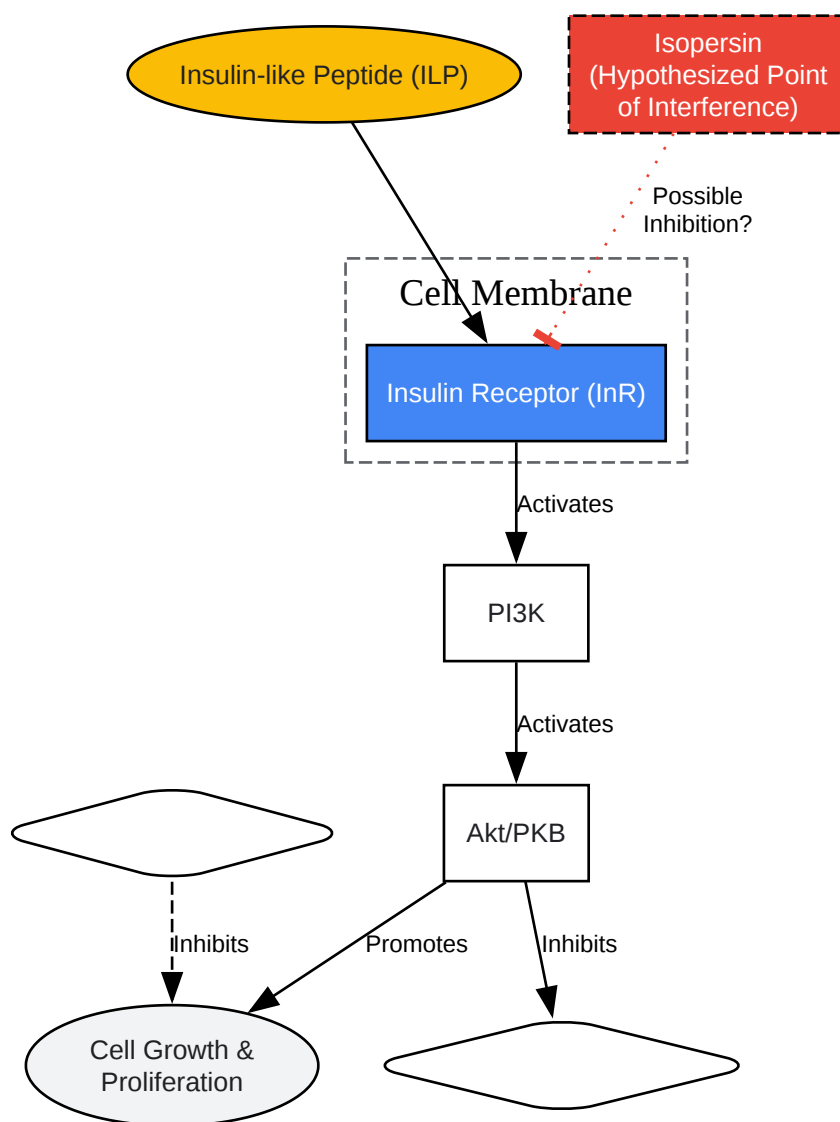 Insulin-like Peptide (ILP)
Isopersin
(Hypothesized Point
of Interference)
Possible
Inhibition?
Cell Membrane
Insulin Receptor (InR)
Activates
PI3K
Activates
Akt/PKB
Inhibits
Promotes
Inhibits
Cell Growth &
Proliferation